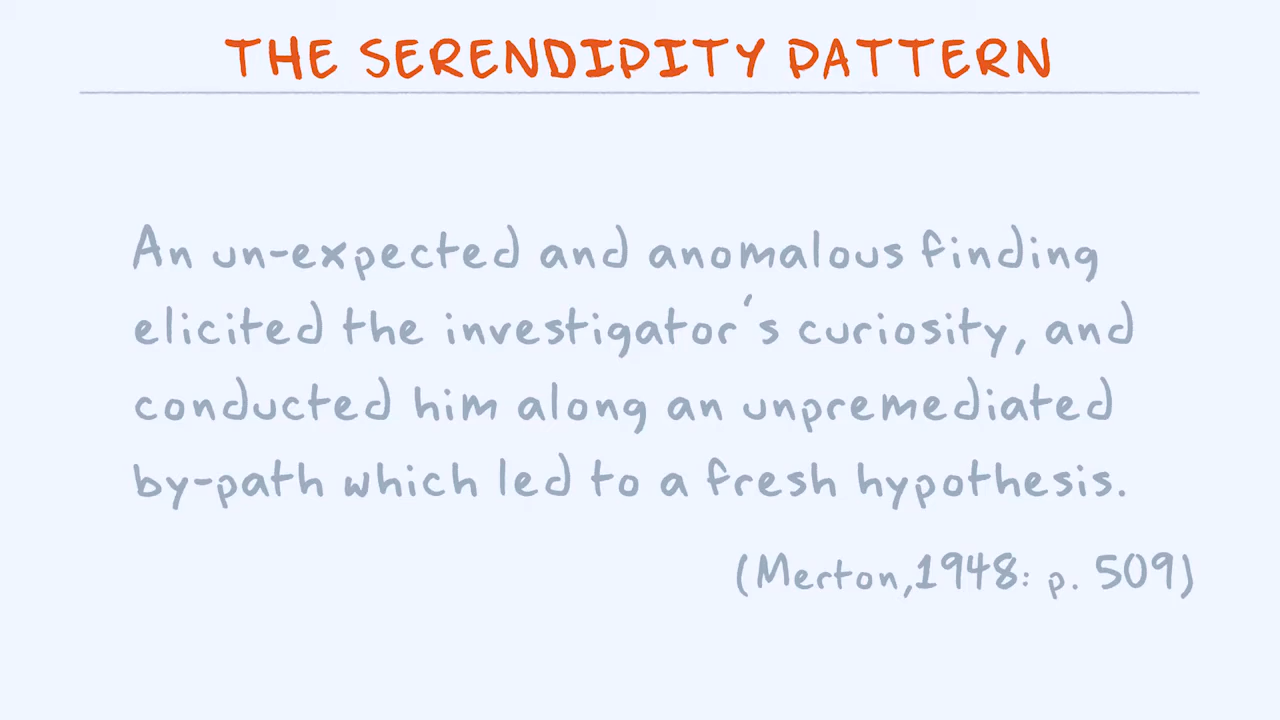 THE SERENDIPITY PATTERN
An un-expected and anomalous finding
elicited the investigator's curiosity, and
conducted him along an unpremediated
by-path which led to a fresh hypothesis.
(Merton,1948: p. 509)